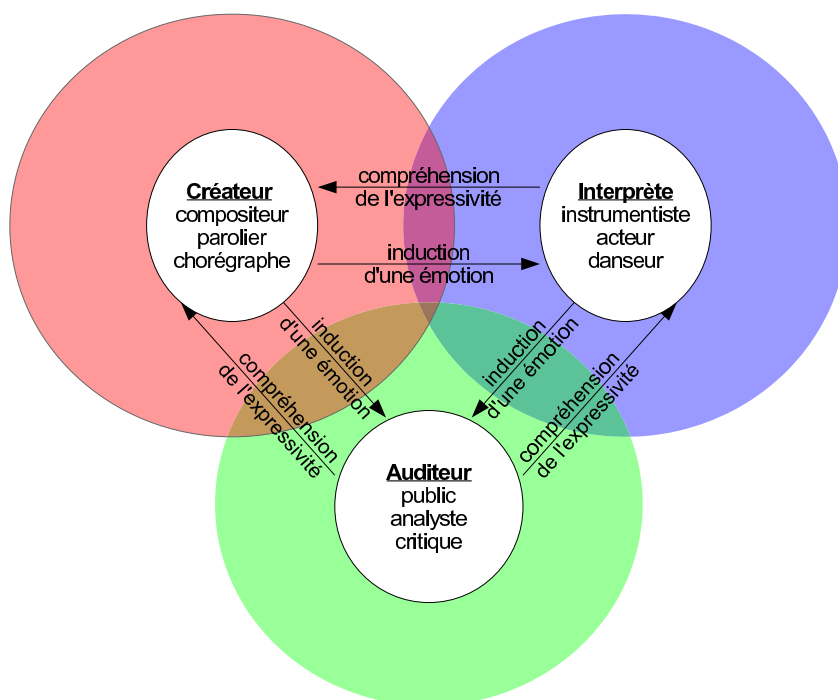 Créateur
compositeur
parolier
chorégraphe
compréhension
de l'expressivité
induction
d'une émotion
Interprète
instrumentiste
acteur
danseur
induction
d'une émotion
compréhension
de l'expressivité
induction
d'une émotion
compréhension
de l'expressivité
Auditeur
public
analyste
critique